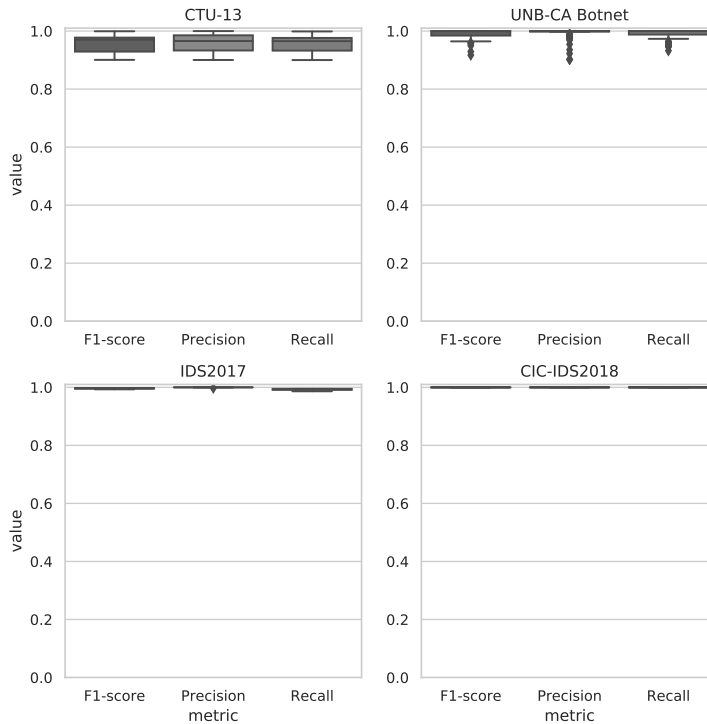 CTU-13
1.0
0.8
0.6
0.4
0.2
0.0
value
F1-score Precision Recall
UNB-CA Botnet
1.0
0.8
0.6
0.4
0.2
0.0
F1-score Precision Recall
IDS2017
1.0
0.8
0.6
0.4
0.2
0.0
value
F1-score Precision Recall
metric
CIC-IDS2018
1.0
0.8
0.6
0.4
0.2
0.0
F1-score Precision Recall
metric